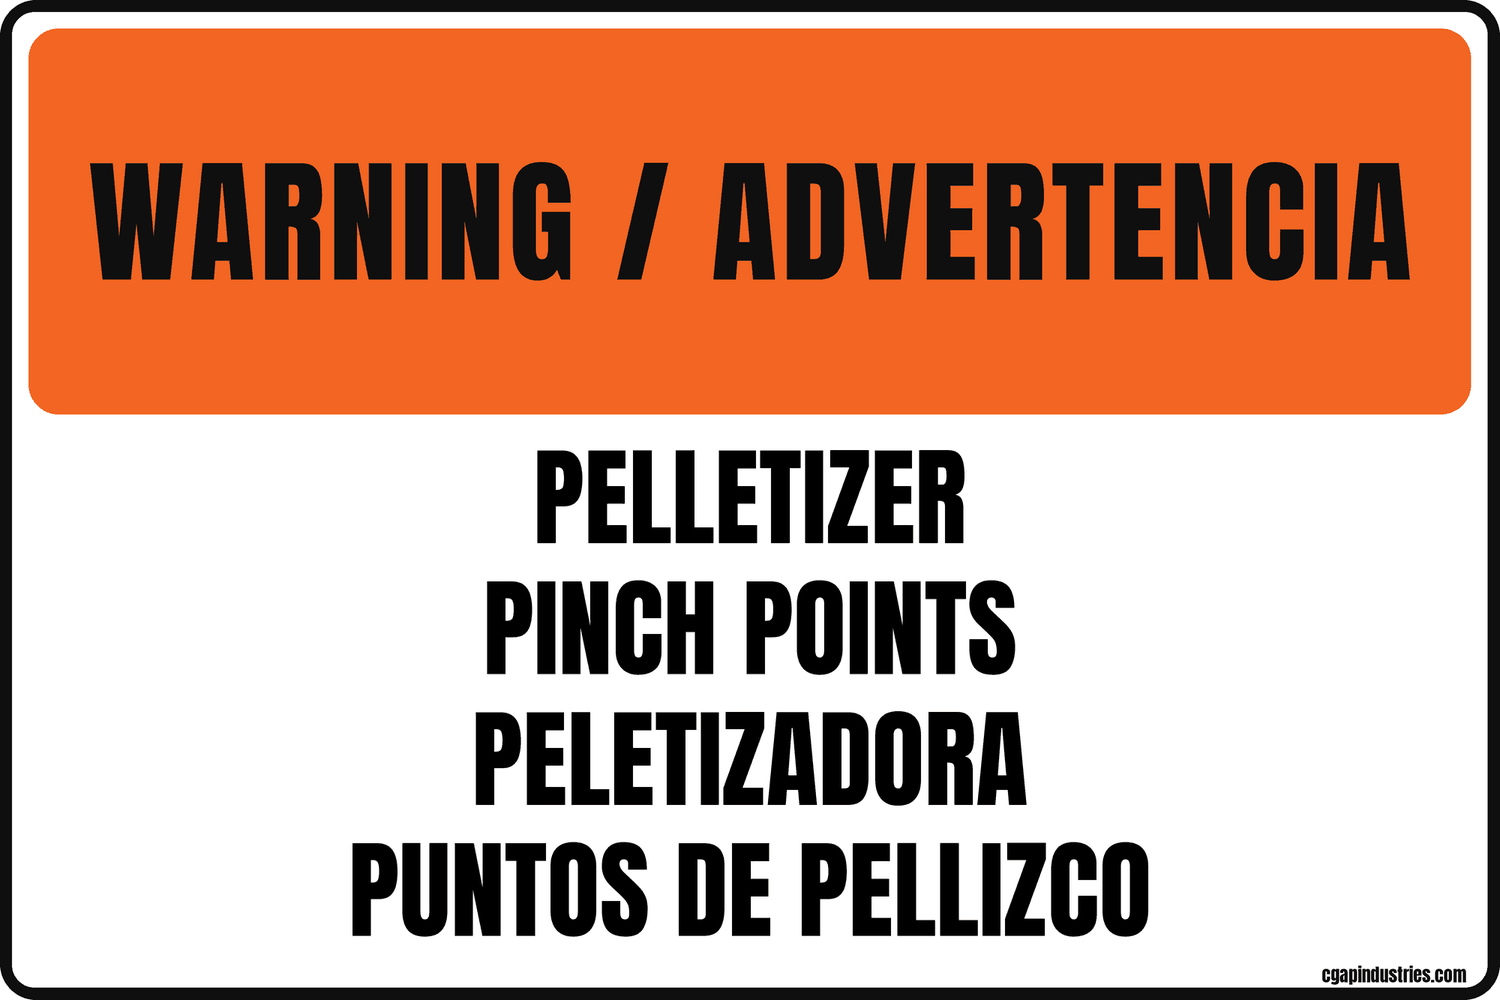 WARNING / ADVERTENCIA
PELLETIZER
PINCH POINTS
PELETIZADORA
PUNTOS DE PELLIZCO
cgapindustries.com